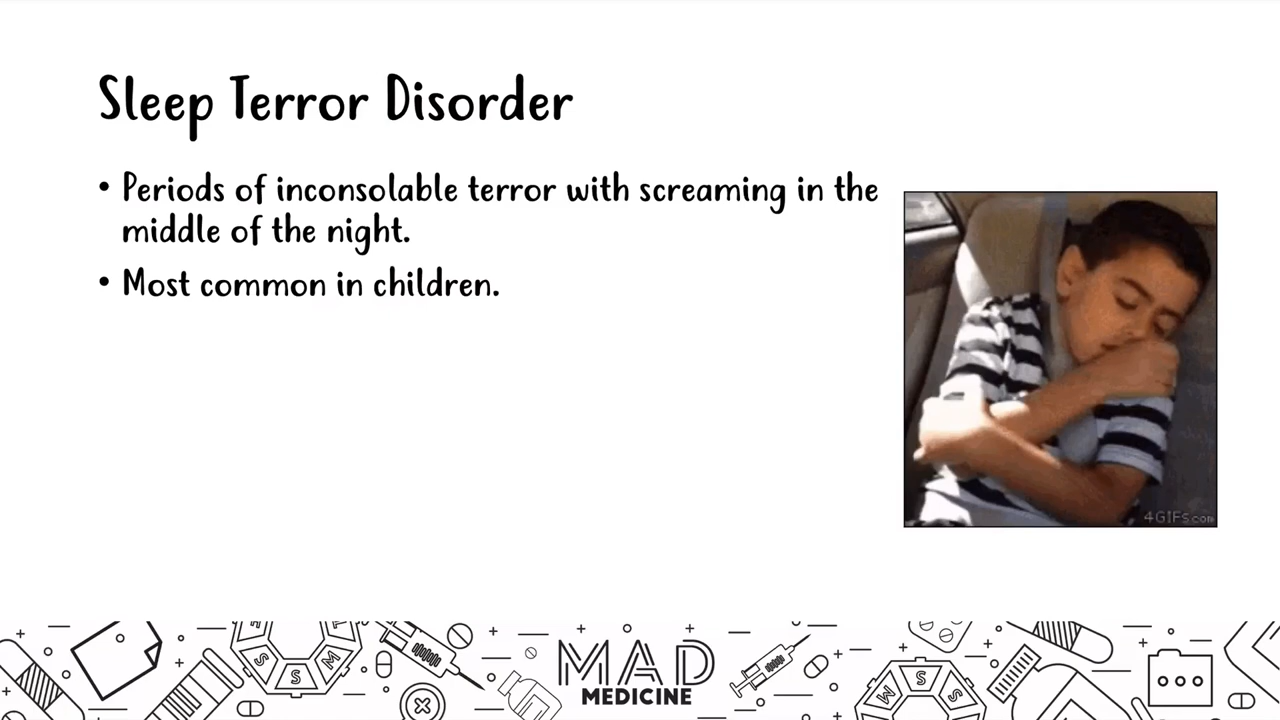 Sleep Terror Disorder
• Periods of inconsolable terror with screaming in the
middle of the night.
• Most common in children.
4GIFs.com
S
S
M
MAD
MEDICINE
M
S
S